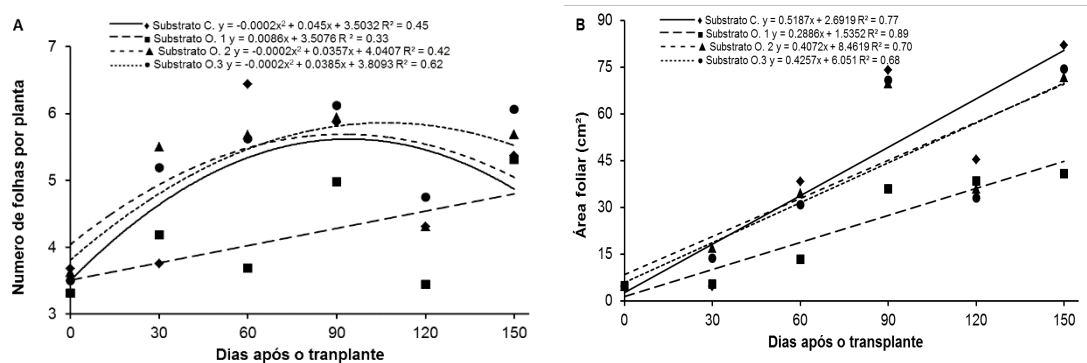 A
Substrato C. y = -0.0002x² + 0.045x + 3.5032 R² = 0.45
Substrato O. 1 y = 0.0086x + 3.5076 R² = 0.33
Substrato O. 2 y = -0.0002x² + 0.0357x + 4.0407 R² = 0.42
Substrato O.3 y = -0.0002x² + 0.0385x + 3.8093 R² = 0.62
Numero de folhas por planta
7
6
5
4
3
0 30 60 90 120 150
Dias após o tranplante
B
Substrato C. y = 0.5187x + 2.6919 R² = 0.77
Substrato O. 1 y = 0.2886x + 1.5352 R² = 0.89
Substrato O. 2 y = 0.4072x + 8.4619 R² = 0.70
Substrato O.3 y = 0.4257x + 6.051 R² = 0.68
Área foliar (cm²)
75
60
45
30
15
0
0 30 60 90 120 150
Dias após o tranplante